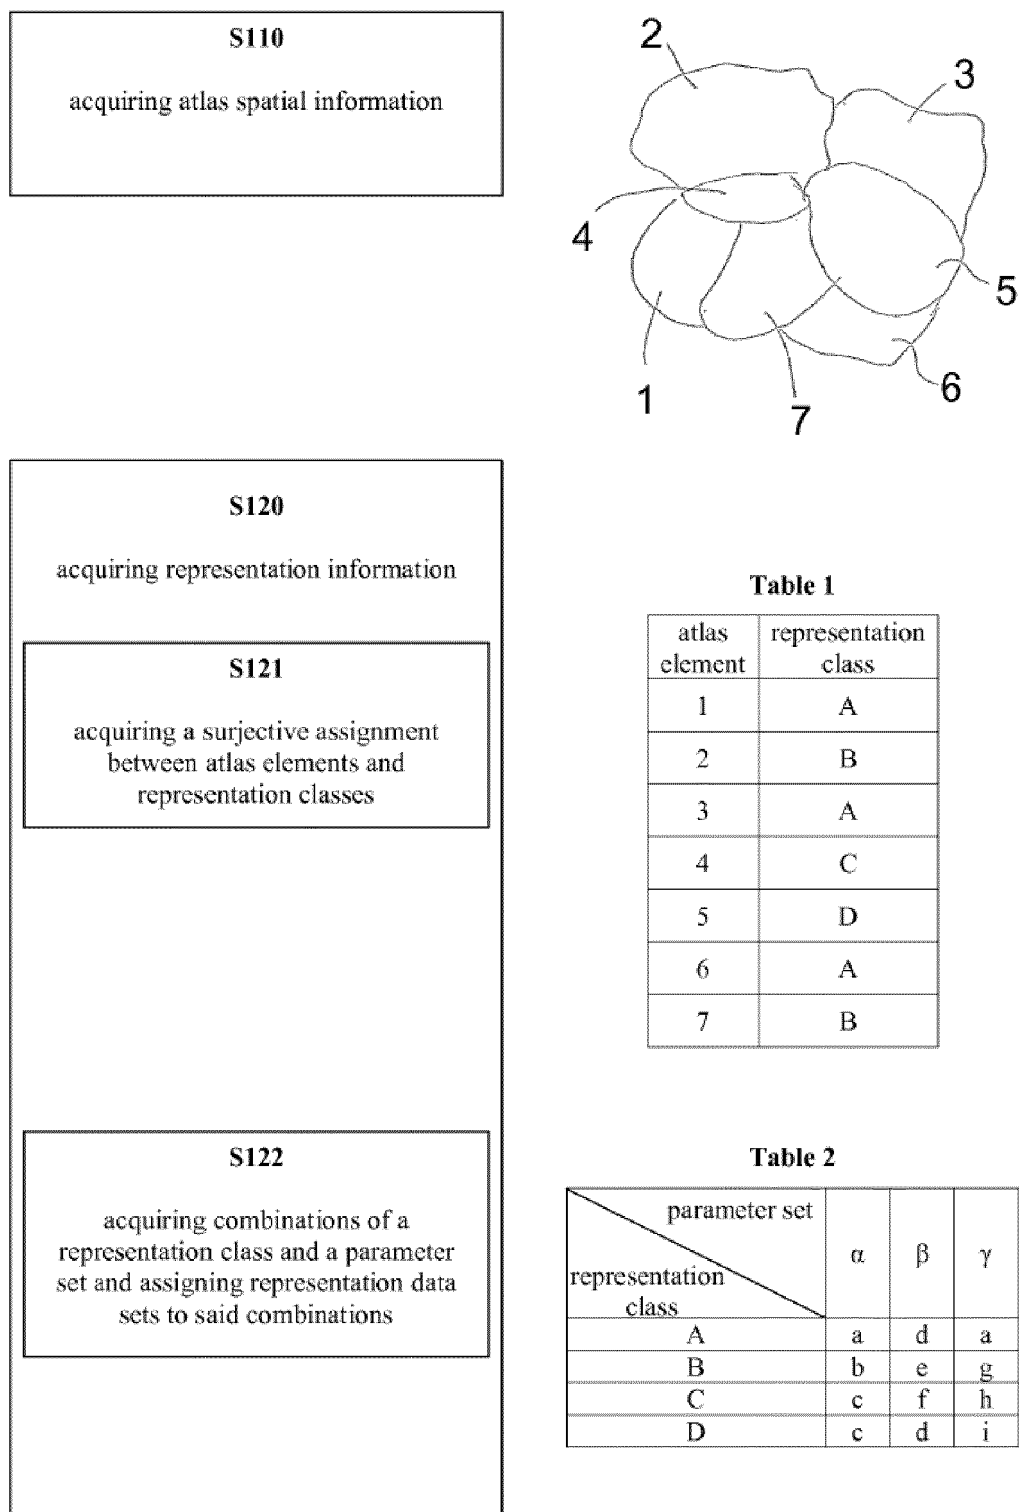 S110
acquiring atlas spatial information
2
3
4
5
1
6
7
S120
acquiring representation information
S121
acquiring a surjective assignment
between atlas elements and
representation classes
Table 1
atlas element representation class
1 A
2 B
3 A
4 C
5 D
6 A
7 B
S122
acquiring combinations of a
representation class and a parameter
set and assigning representation data
sets to said combinations
Table 2
parameter set α β γ
representation
class
A a d a
B b e g
C c f h
D c d i